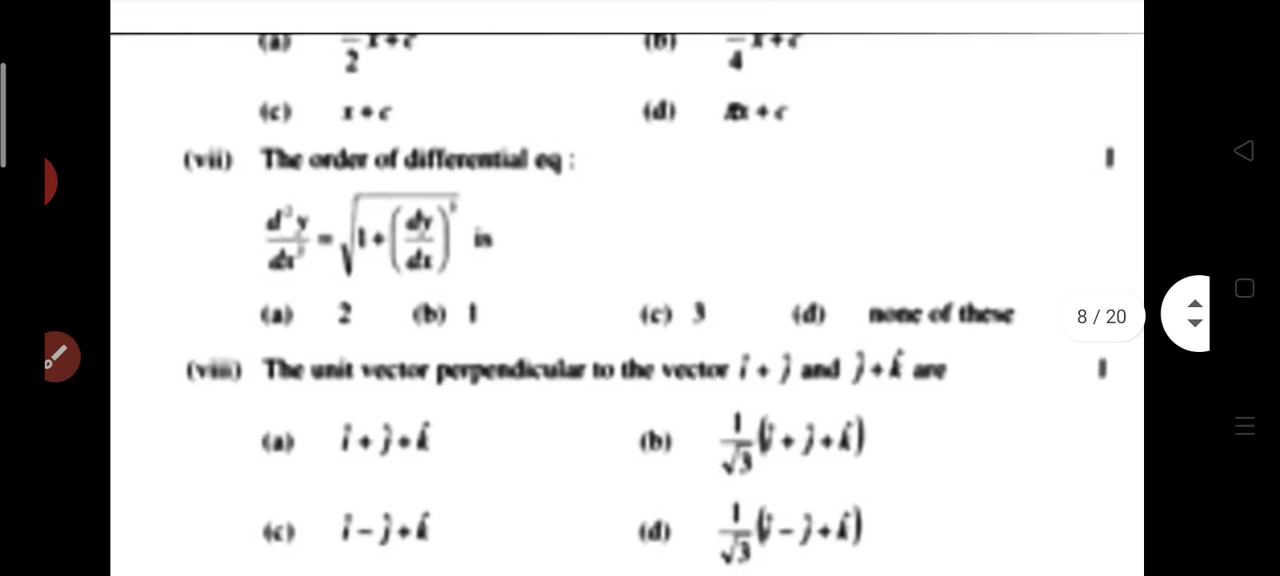 (a) 2 x + c (b) 4 x + c
(c) x + c (d) x + c
(vii) The order of differential eq : 1
d²y/dx² = √1 + (dy/dx) is
(a) 2 (b) 1 (c) 3 (d) none of these
8 / 20
(viii) The unit vector perpendicular to the vector î + ĵ and ĵ + k̂ are 1
(a) î + ĵ + k̂ (b) 1/√3 (î + ĵ + k̂)
(c) î − ĵ + k̂ (d) 1/√3 (î − ĵ + k̂)